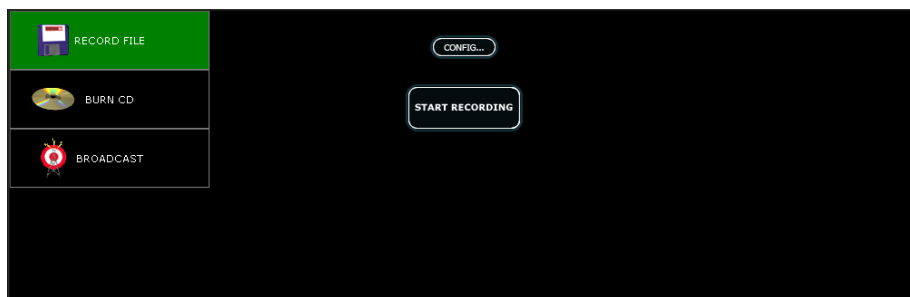 RECORD FILE
CONFIG...
BURN CD
START RECORDING
BROADCAST